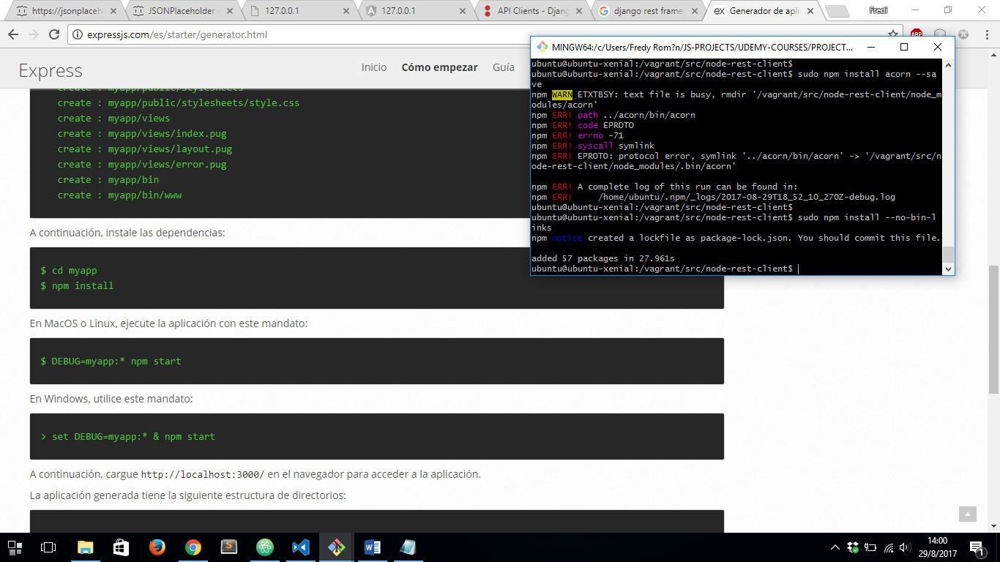 https://jsonplaceho
JSONPlaceholder -
127.0.0.1
127.0.0.1
API Clients - Djang
django rest framew
Generador de apli
Fredi
expressjs.com/es/starter/generator.html
ABP
Express
Inicio
Cómo empezar
Guía
create : myapp/public/stylesheets
create : myapp/public/stylesheets/style.css
create : myapp/views
create : myapp/views/index.pug
create : myapp/views/layout.pug
create : myapp/views/error.pug
create : myapp/bin
create : myapp/bin/www
A continuación, instale las dependencias:
$ cd myapp
$ npm install
En MacOS o Linux, ejecute la aplicación con este mandato:
$ DEBUG=myapp:* npm start
En Windows, utilice este mandato:
> set DEBUG=myapp:* & npm start
A continuación, cargue http://localhost:3000/ en el navegador para acceder a la aplicación.
La aplicación generada tiene la siguiente estructura de directorios:
MINGW64:/c/Users/Fredy Rom?n/JS-PROJECTS/UDEMY-COURSES/PROJECT...
ubuntu@ubuntu-xenial:/vagrant/src/node-rest-client$
ubuntu@ubuntu-xenial:/vagrant/src/node-rest-client$ sudo npm install acorn --sa
ve
npm WARN ETXTBSY: text file is busy, rmdir '/vagrant/src/node-rest-client/node_m
odules/acorn'
npm ERR! path ../acorn/bin/acorn
npm ERR! code EPROTO
npm ERR! errno -71
npm ERR! syscall symlink
npm ERR! EPROTO: protocol error, symlink '../acorn/bin/acorn' -> '/vagrant/src/n
ode-rest-client/node_modules/.bin/acorn'
npm ERR! A complete log of this run can be found in:
npm ERR!     /home/ubuntu/.npm/_logs/2017-08-29T18_52_10_270Z-debug.log
ubuntu@ubuntu-xenial:/vagrant/src/node-rest-client$
ubuntu@ubuntu-xenial:/vagrant/src/node-rest-client$ sudo npm install --no-bin-l
inks
npm notice created a lockfile as package-lock.json. You should commit this file.
added 57 packages in 27.961s
ubuntu@ubuntu-xenial:/vagrant/src/node-rest-client$
14:00
29/8/2017
1